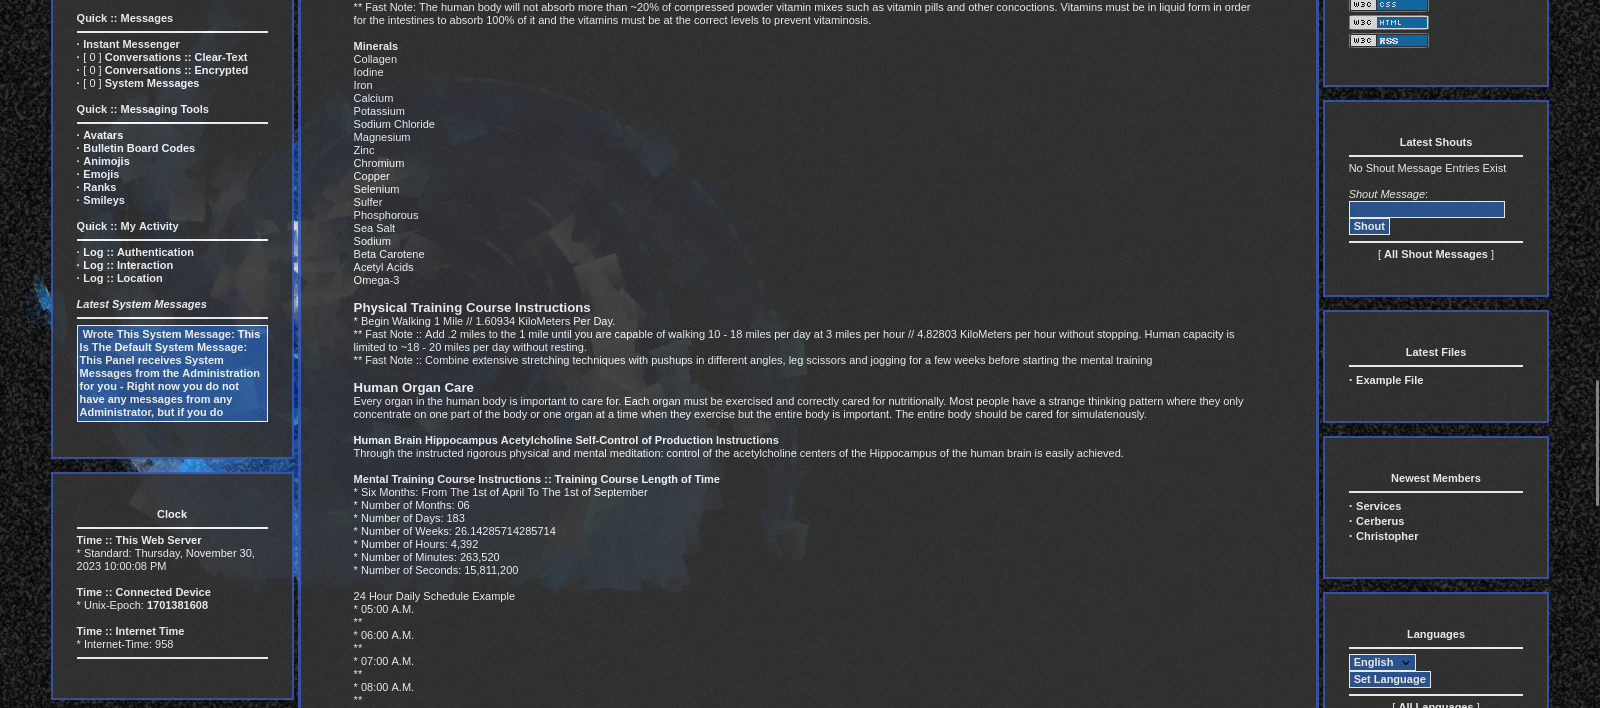 Quick :: Messages
· Instant Messenger
· [ 0 ] Conversations :: Clear-Text
· [ 0 ] Conversations :: Encrypted
· [ 0 ] System Messages
Quick :: Messaging Tools
· Avatars
· Bulletin Board Codes
· Animojis
· Emojis
· Ranks
· Smileys
Quick :: My Activity
· Log :: Authentication
· Log :: Interaction
· Log :: Location
Latest System Messages
Wrote This System Message: This
Is The Default System Message:
This Panel receives System
Messages from the Administration
for you - Right now you do not
have any messages from any
Administrator, but if you do
Clock
Time :: This Web Server
* Standard: Thursday, November 30,
2023 10:00:08 PM
Time :: Connected Device
* Unix-Epoch: 1701381608
Time :: Internet Time
* Internet-Time: 958
** Fast Note: The human body will not absorb more than ~20% of compressed powder vitamin mixes such as vitamin pills and other concoctions. Vitamins must be in liquid form in order
for the intestines to absorb 100% of it and the vitamins must be at the correct levels to prevent vitaminosis.
Minerals
Collagen
Iodine
Iron
Calcium
Potassium
Sodium Chloride
Magnesium
Zinc
Chromium
Copper
Selenium
Sulfer
Phosphorous
Sea Salt
Sodium
Beta Carotene
Acetyl Acids
Omega-3
Physical Training Course Instructions
* Begin Walking 1 Mile // 1.60934 KiloMeters Per Day.
** Fast Note :: Add .2 miles to the 1 mile until you are capable of walking 10 - 18 miles per day at 3 miles per hour // 4.82803 KiloMeters per hour without stopping. Human capacity is
limited to ~18 - 20 miles per day without resting.
** Fast Note :: Combine extensive stretching techniques with pushups in different angles, leg scissors and jogging for a few weeks before starting the mental training
Human Organ Care
Every organ in the human body is important to care for. Each organ must be exercised and correctly cared for nutritionally. Most people have a strange thinking pattern where they only
concentrate on one part of the body or one organ at a time when they exercise but the entire body is important. The entire body should be cared for simulatenously.
Human Brain Hippocampus Acetylcholine Self-Control of Production Instructions
Through the instructed rigorous physical and mental meditation: control of the acetylcholine centers of the Hippocampus of the human brain is easily achieved.
Mental Training Course Instructions :: Training Course Length of Time
* Six Months: From The 1st of April To The 1st of September
* Number of Months: 06
* Number of Days: 183
* Number of Weeks: 26.14285714285714
* Number of Hours: 4,392
* Number of Minutes: 263,520
* Number of Seconds: 15,811,200
24 Hour Daily Schedule Example
* 05:00 A.M.
**
* 06:00 A.M.
**
* 07:00 A.M.
**
* 08:00 A.M.
**
W3C CSS
W3C HTML
W3C RSS
Latest Shouts
No Shout Message Entries Exist
Shout Message:
Shout
[ All Shout Messages ]
Latest Files
· Example File
Newest Members
· Services
· Cerberus
· Christopher
Languages
English
Set Language
[ All Languages ]